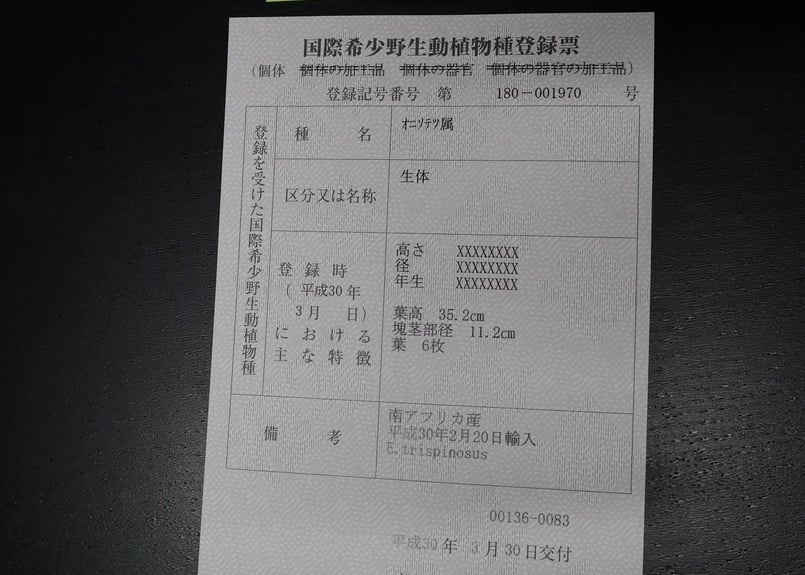 国際希少野生動植物種登録票
（個体 個体の加工品 個体の器官 個体の器官の加工品）
登録記号番号 第 180－001970 号
登録を受けた国際希少野生動植物種
種 名
ｵﾆｿﾃﾂ属
区分又は名称
生体
登録時
（平成30年
3月 日）
における
主な特徴
高さ XXXXXXXX
径 XXXXXXXX
年生 XXXXXXXX
葉高 35.2cm
塊茎部径 11.2cm
葉 6枚
備 考
南アフリカ産
平成30年2月20日輸入
E.trispinosus
00136-0083
平成30年 3月30日交付